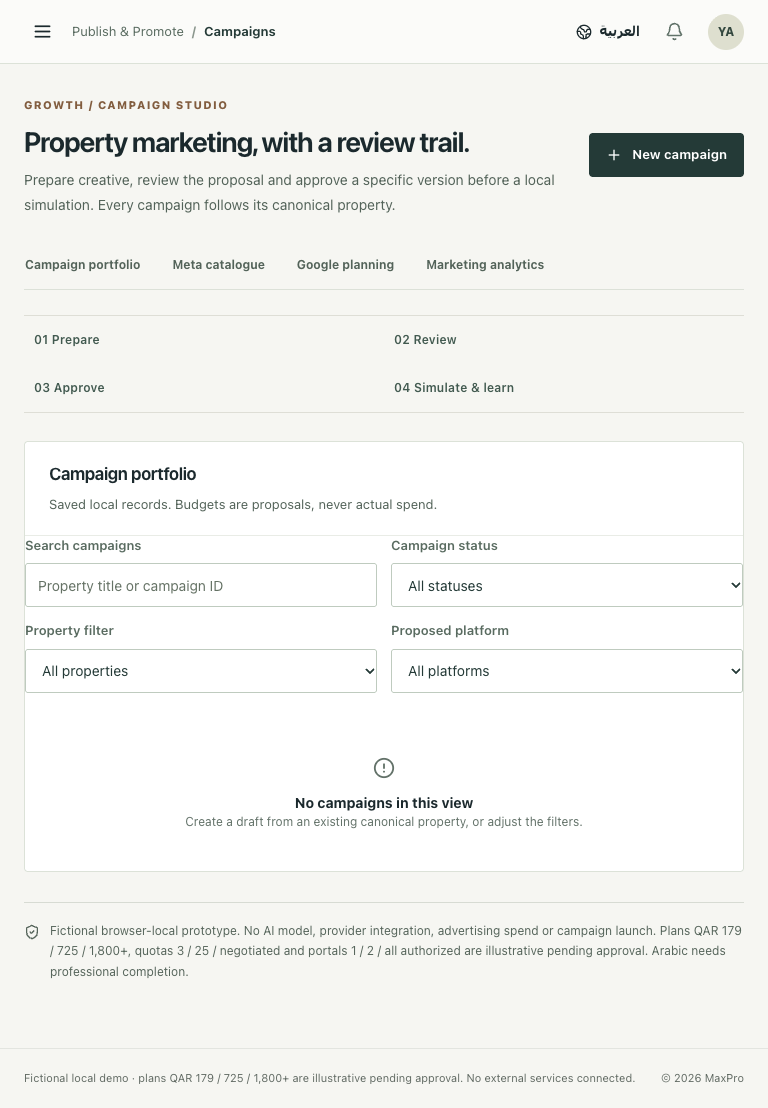 Publish & Promote / Campaigns
العربية
YA
GROWTH / CAMPAIGN STUDIO
Property marketing, with a review trail.
Prepare creative, review the proposal and approve a specific version before a local
simulation. Every campaign follows its canonical property.
New campaign
Campaign portfolio
Meta catalogue
Google planning
Marketing analytics
01 Prepare
02 Review
03 Approve
04 Simulate & learn
Campaign portfolio
Saved local records. Budgets are proposals, never actual spend.
Search campaigns
Campaign status
Property title or campaign ID
All statuses
Property filter
Proposed platform
All properties
All platforms
No campaigns in this view
Create a draft from an existing canonical property, or adjust the filters.
Fictional browser-local prototype. No AI model, provider integration, advertising spend or campaign launch. Plans QAR 179
/ 725 / 1,800+, quotas 3 / 25 / negotiated and portals 1 / 2 / all authorized are illustrative pending approval. Arabic needs
professional completion.
Fictional local demo · plans QAR 179 / 725 / 1,800+ are illustrative pending approval. No external services connected.
© 2026 MaxPro